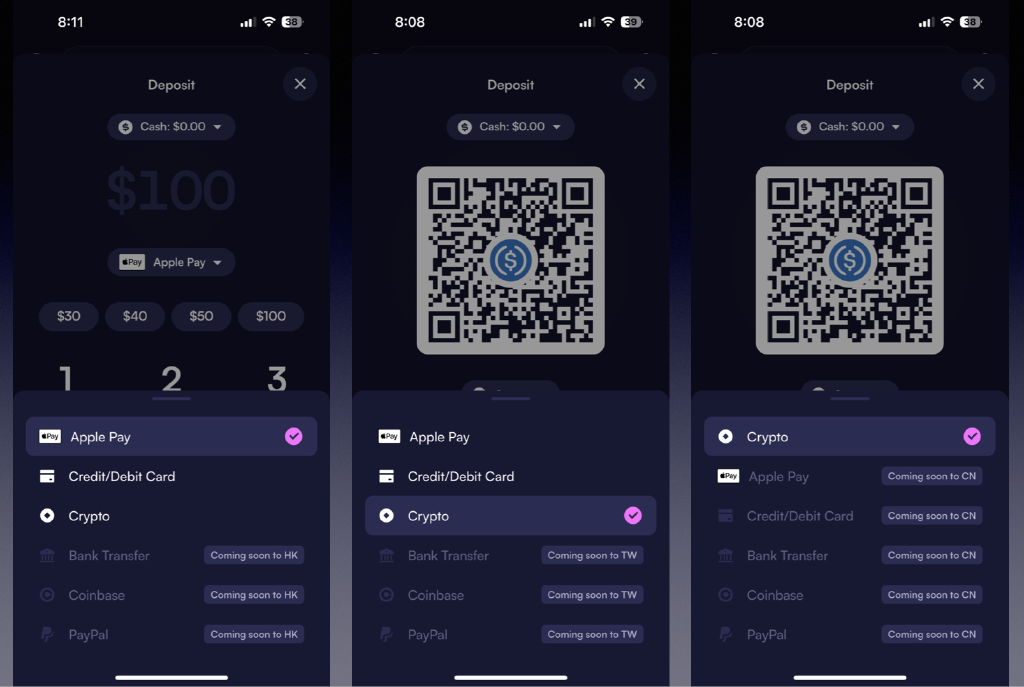 8:11
38
Deposit
Cash: $0.00
$100
Pay
Apple Pay
$30
$40
$50
$100
1
2
3
Pay
Apple Pay
Credit/Debit Card
Crypto
Bank Transfer
Coming soon to HK
Coinbase
Coming soon to HK
PayPal
Coming soon to HK
8:08
39
Deposit
Cash: $0.00
Pay
Apple Pay
Credit/Debit Card
Crypto
Bank Transfer
Coming soon to TW
Coinbase
Coming soon to TW
PayPal
Coming soon to TW
8:08
38
Deposit
Cash: $0.00
Crypto
Pay
Apple Pay
Coming soon to CN
Credit/Debit Card
Coming soon to CN
Bank Transfer
Coming soon to CN
Coinbase
Coming soon to CN
PayPal
Coming soon to CN